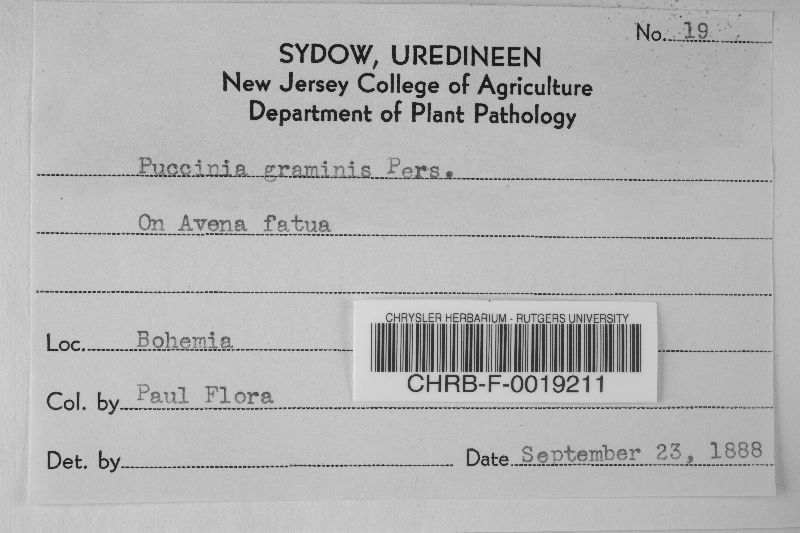 No. 19
SYDOW, UREDINEEN
New Jersey College of Agriculture
Department of Plant Pathology
Puccinia graminis Pers.
On Avena fatua
Loc. Bohemia
CHRYSLER HERBARIUM - RUTGERS UNIVERSITY
CHRB-F-0019211
Col. by Paul Flora
Det. by
Date September 23, 1888